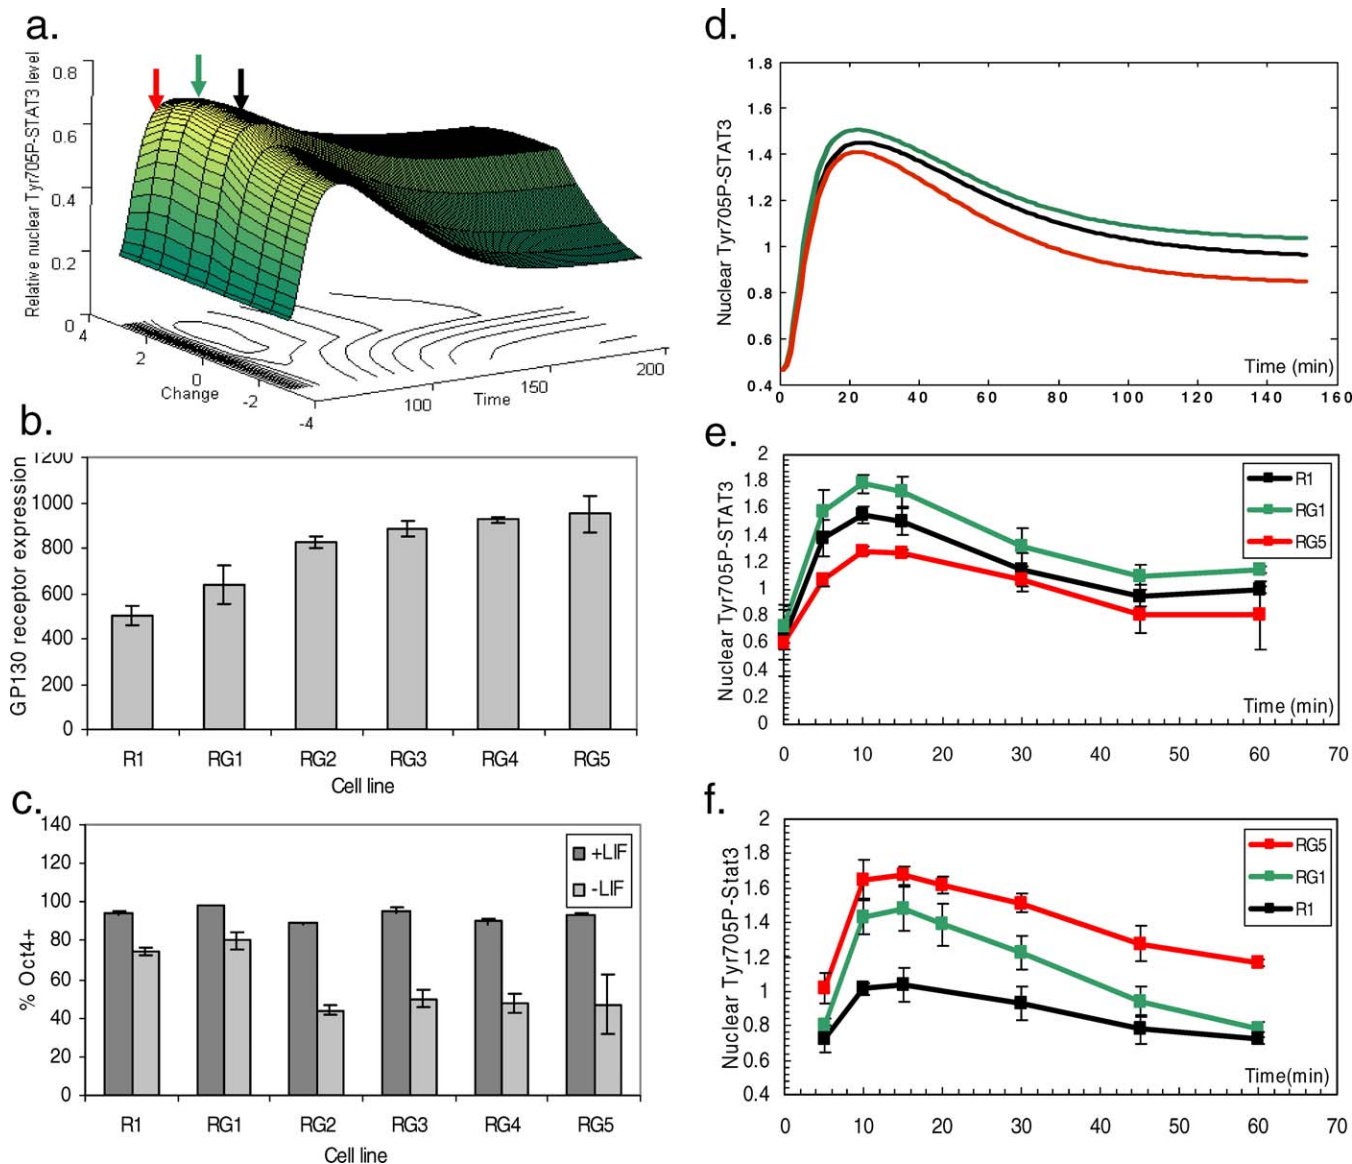 a.
Relative nuclear Tyr705P-STAT3 level
0.8
0.6
0.4
0.2
0
4
2
0
-2
-4
Change
100
150
200
Time
b.
GP130 receptor expression
1200
1000
800
600
400
200
0
R1 RG1 RG2 RG3 RG4 RG5
Cell line
c.
% Oct4+
140
120
100
80
60
40
20
0
+LIF
-LIF
R1 RG1 RG2 RG3 RG4 RG5
Cell line
d.
Nuclear Tyr705P-STAT3
1.8
1.6
1.4
1.2
1
0.8
0.6
0.4
Time (min)
0 20 40 60 80 100 120 140 160
e.
Nuclear Tyr705P-STAT3
2
1.8
1.6
1.4
1.2
1
0.8
0.6
0.4
0.2
0
R1
RG1
RG5
Time (min)
0 10 20 30 40 50 60 70
f.
Nuclear Tyr705P-Stat3
2
1.8
1.6
1.4
1.2
1
0.8
0.6
0.4
RG5
RG1
R1
Time(min)
0 10 20 30 40 50 60 70